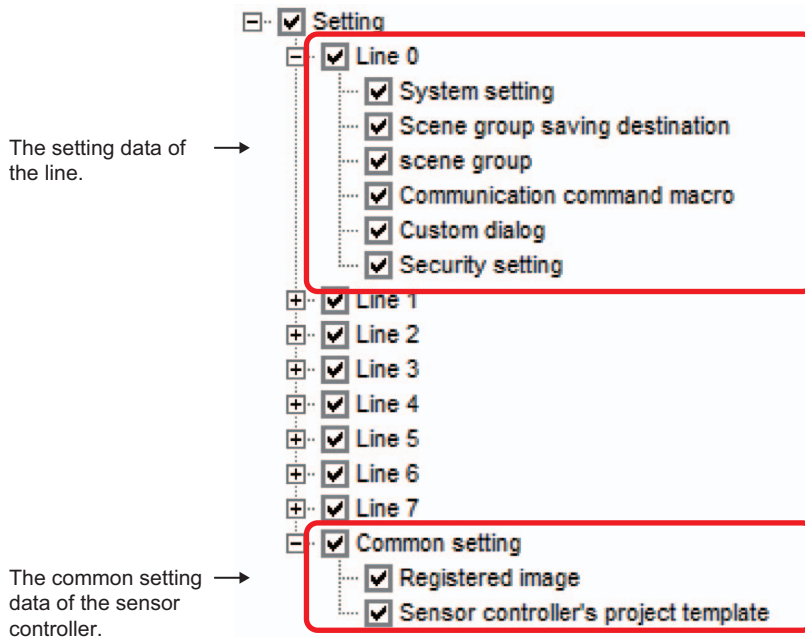 Setting
Line 0
System setting
Scene group saving destination
scene group
Communication command macro
Custom dialog
Security setting
The setting data of
the line.
Line 1
Line 2
Line 3
Line 4
Line 5
Line 6
Line 7
Common setting
Registered image
Sensor controller's project template
The common setting
data of the sensor
controller.